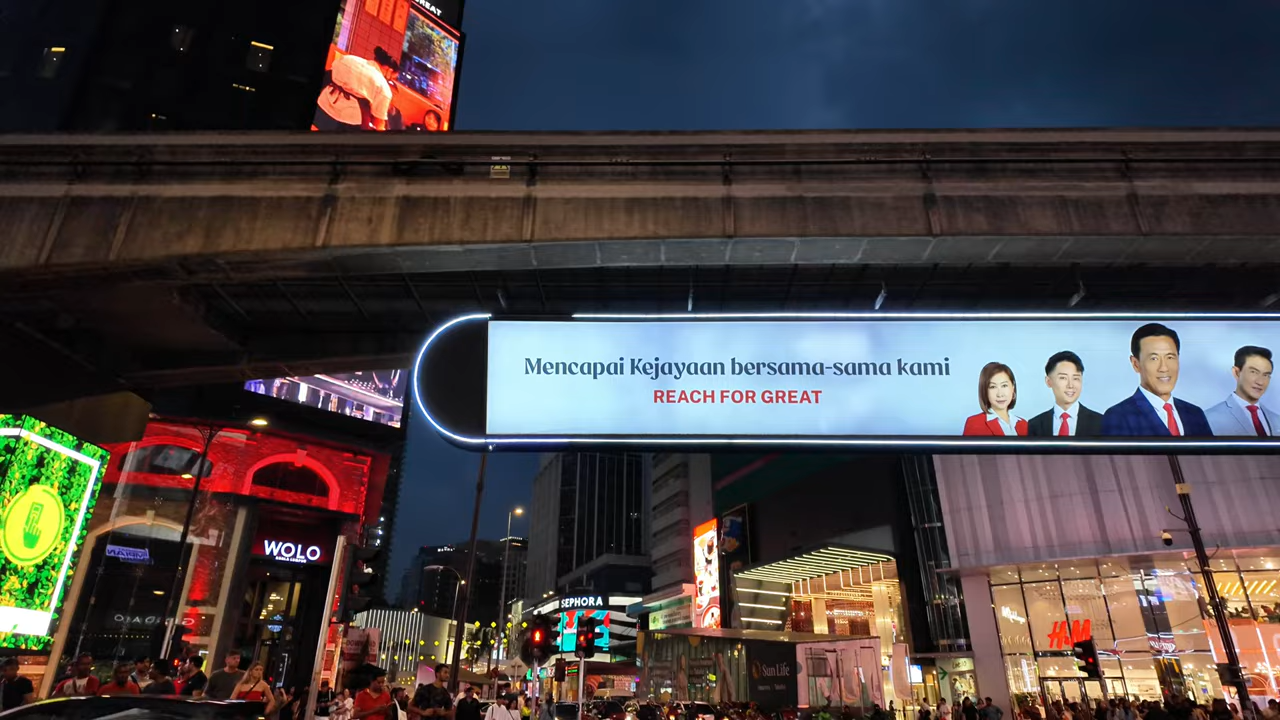 Mencapai Kejayaan bersama-sama kami
REACH FOR GREAT
WOLO
SEPHORA
Sun Life
H&M